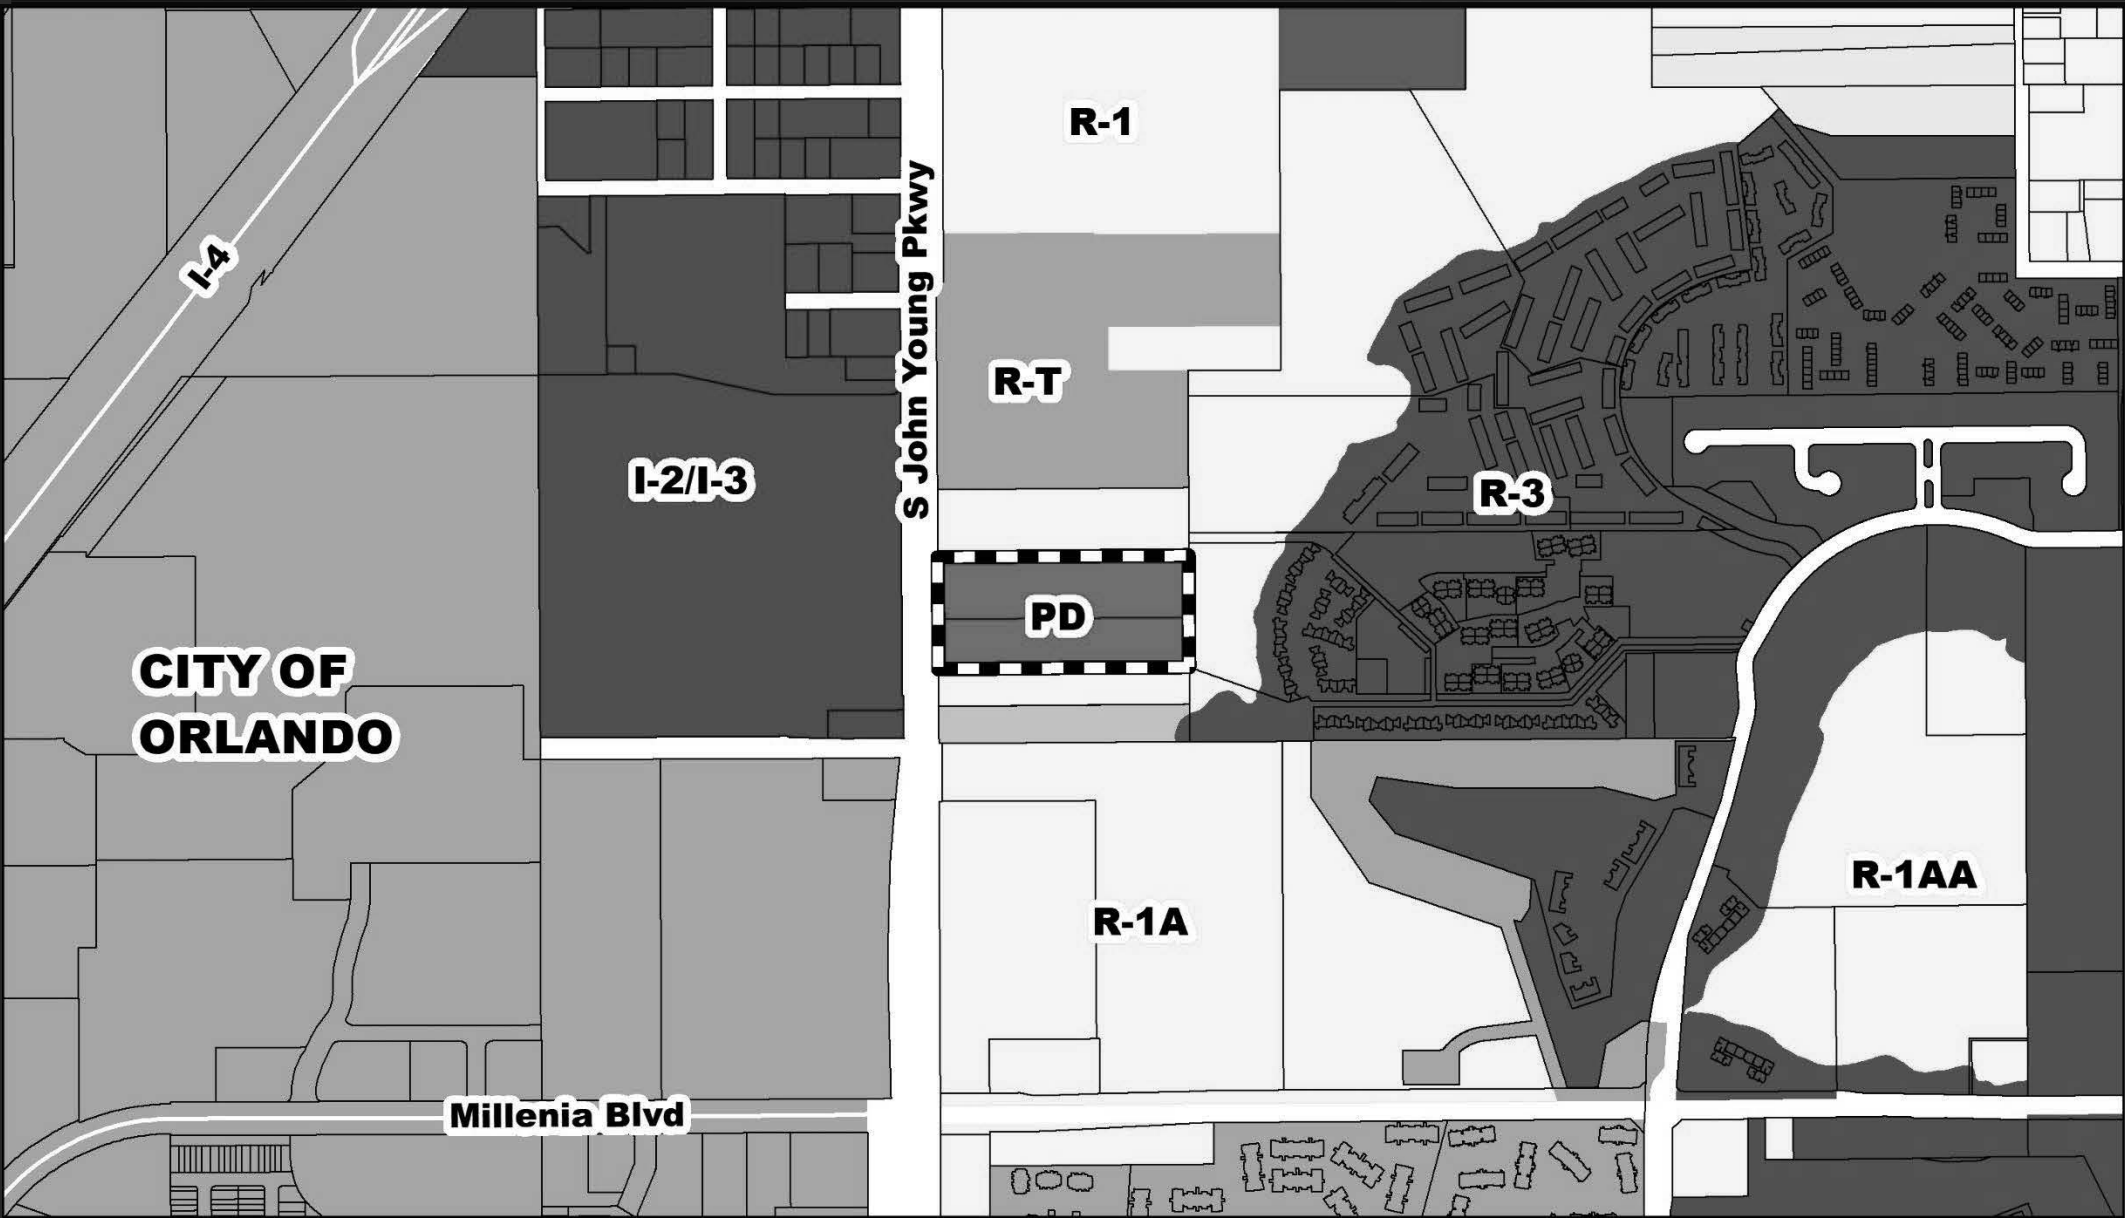 R-1
I-4
S John Young Pkwy
R-T
I-2/I-3
R-3
PD
CITY OF
ORLANDO
R-1AA
R-1A
Millenia Blvd